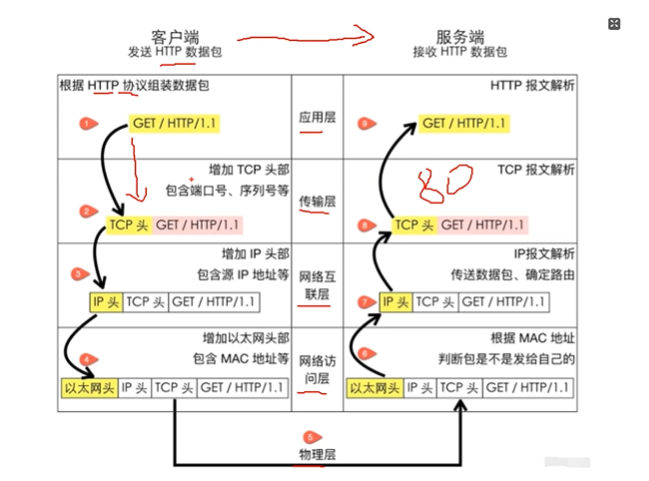 客户端
发送 HTTP 数据包
服务端
接收 HTTP 数据包
根据 HTTP 协议组装数据包
1
GET / HTTP/1.1
应用层
HTTP 报文解析
9
GET / HTTP/1.1
增加 TCP 头部
包含端口号、序列号等
2
TCP 头 GET / HTTP/1.1
传输层
TCP 报文解析
80
8
TCP 头 GET / HTTP/1.1
增加 IP 头部
包含源 IP 地址等
3
IP 头 TCP 头 GET / HTTP/1.1
网络互
联层
IP报文解析
传送数据包、确定路由
7
IP 头 TCP 头 GET / HTTP/1.1
增加以太网头部
包含 MAC 地址等
4
以太网头 IP 头 TCP 头 GET / HTTP/1.1
网络访
问层
根据 MAC 地址
判断包是不是发给自己的
6
以太网头 IP 头 TCP 头 GET / HTTP/1.1
5
物理层